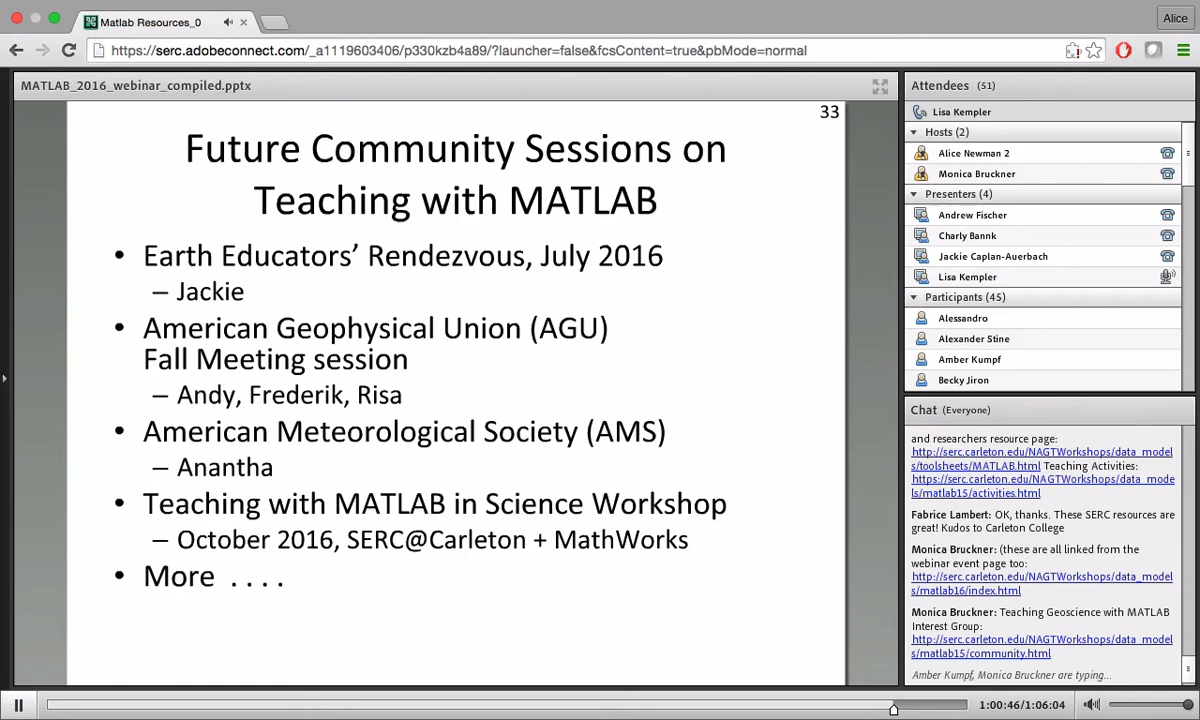 Matlab Resources_0
Alice
https://serc.adobeconnect.com/_a1119603406/p330kzb4a89/?launcher=false&fcsContent=true&pbMode=normal
MATLAB_2016_webinar_compiled.pptx
33
Future Community Sessions on
Teaching with MATLAB
• Earth Educators’ Rendezvous, July 2016
– Jackie
• American Geophysical Union (AGU)
Fall Meeting session
– Andy, Frederik, Risa
• American Meteorological Society (AMS)
– Anantha
• Teaching with MATLAB in Science Workshop
– October 2016, SERC@Carleton + MathWorks
• More . . . .
Attendees (51)
Lisa Kempler
Hosts (2)
Alice Newman 2
Monica Bruckner
Presenters (4)
Andrew Fischer
Charly Bannk
Jackie Caplan-Auerbach
Lisa Kempler
Participants (45)
Alessandro
Alexander Stine
Amber Kumpf
Becky Jiron
Chat (Everyone)
and researchers resource page:
http://serc.carleton.edu/NAGTWorkshops/data_model
s/toolsheets/MATLAB.html Teaching Activities:
https://serc.carleton.edu/NAGTWorkshops/data_mode
ls/matlab15/activities.html
Fabrice Lambert: OK, thanks. These SERC resources are
great! Kudos to Carleton College
Monica Bruckner: (these are all linked from the
webinar event page too:
http://serc.carleton.edu/NAGTWorkshops/data_model
s/matlab16/index.html
Monica Bruckner: Teaching Geoscience with MATLAB
Interest Group:
http://serc.carleton.edu/NAGTWorkshops/data_model
s/matlab15/community.html
Amber Kumpf, Monica Bruckner are typing...
1:00:46/1:06:04